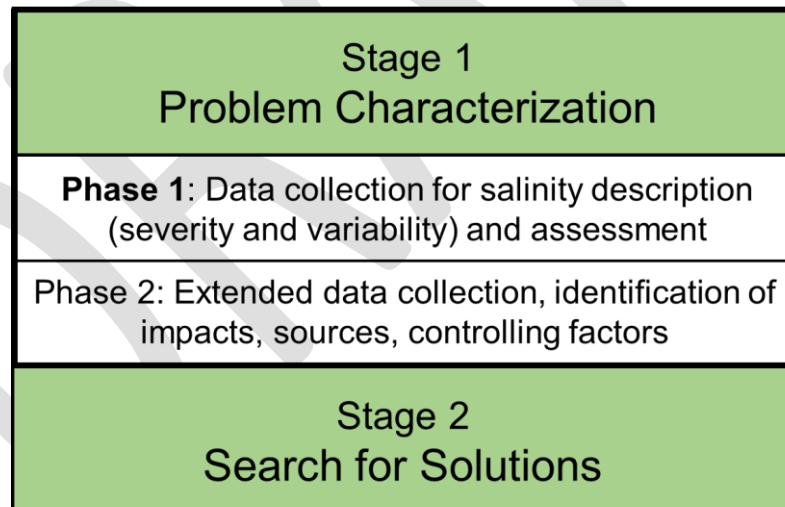 Stage 1
Problem Characterization
Phase 1: Data collection for salinity description
(severity and variability) and assessment
Phase 2: Extended data collection, identification of
impacts, sources, controlling factors
Stage 2
Search for Solutions